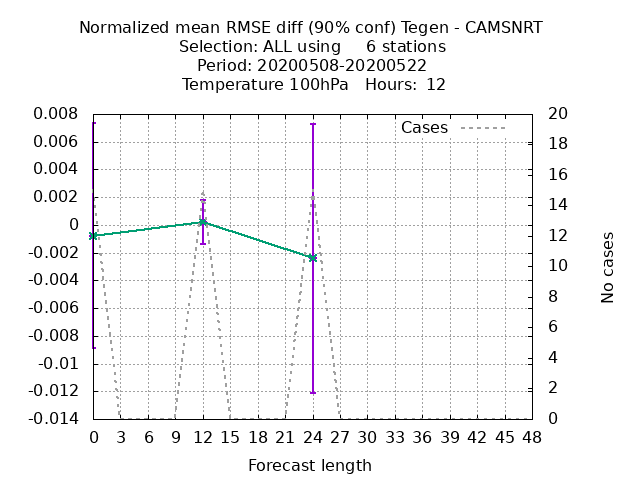 Normalized mean RMSE diff (90% conf) Tegen - CAMSNRT
Selection: ALL using     6 stations
Period: 20200508-20200522
Temperature 100hPa   Hours:  12
Cases
0.008
0.006
0.004
0.002
0
-0.002
-0.004
-0.006
-0.008
-0.01
-0.012
-0.014
20
18
16
14
12
10
8
6
4
2
0
No cases
0 3 6 9 12 15 18 21 24 27 30 33 36 39 42 45 48
Forecast length